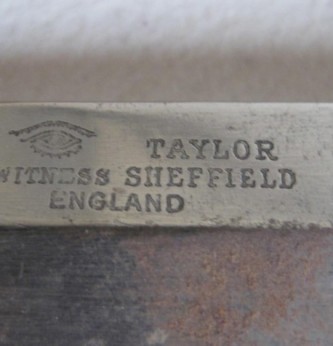 TAYLOR
WITNESS SHEFFIELD
ENGLAND